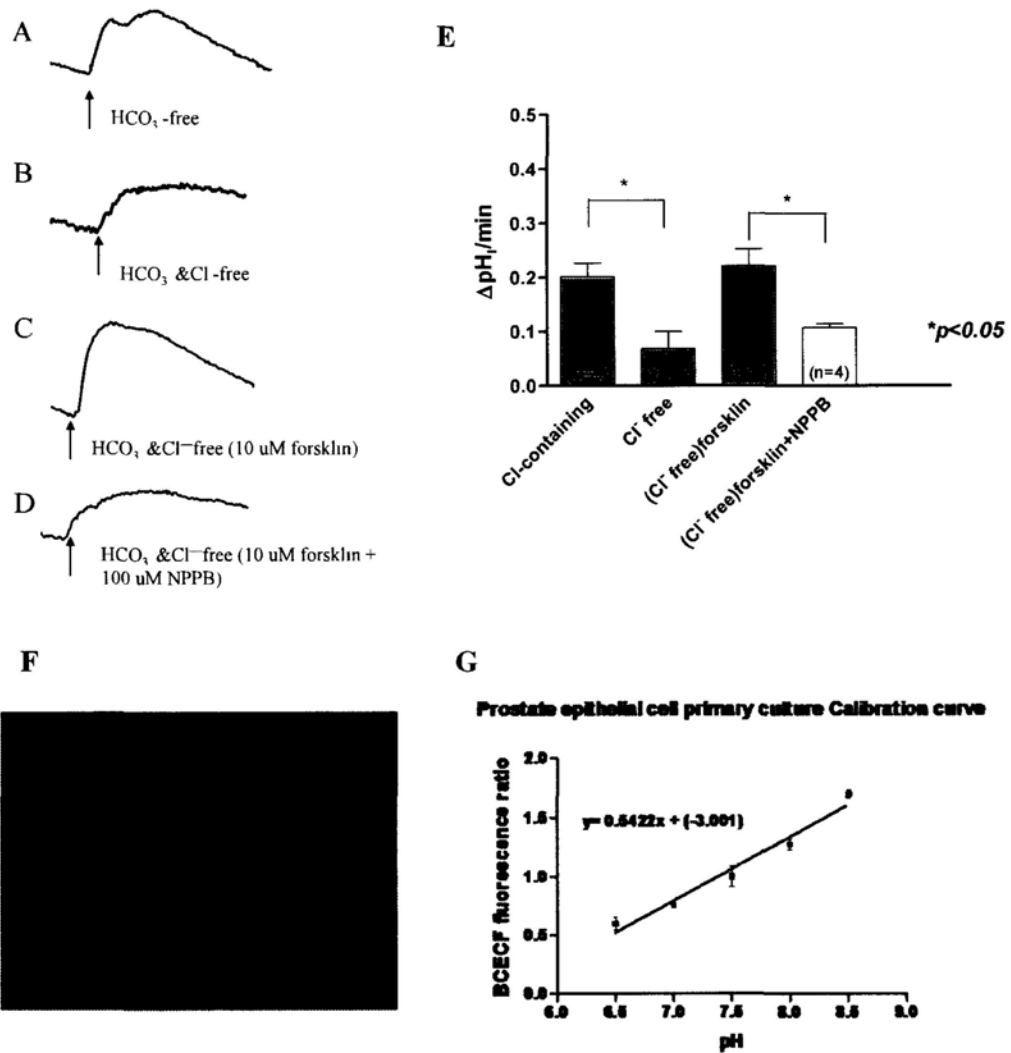 A
HCO₃ -free
B
HCO₃ &Cl -free
C
HCO₃ &Cl⁻free (10 uM forsklin)
D
HCO₃ &Cl⁻free (10 uM forsklin +
100 uM NPPB)
E
0.5
0.4
0.3
0.2
0.1
0.0
ΔpHᵢ/min
*
*
(n=4)
*p<0.05
Cl-containing
Cl⁻ free
(Cl⁻ free)forsklin
(Cl⁻ free)forsklin+NPPB
F
G
Prostate epithelial cell primary culture Calibration curve
BCECF fluorescence ratio
2.0
1.5
1.0
0.5
0.0
y= 0.5422x + (-3.001)
6.0 6.5 7.0 7.5 8.0 8.5 9.0
pH